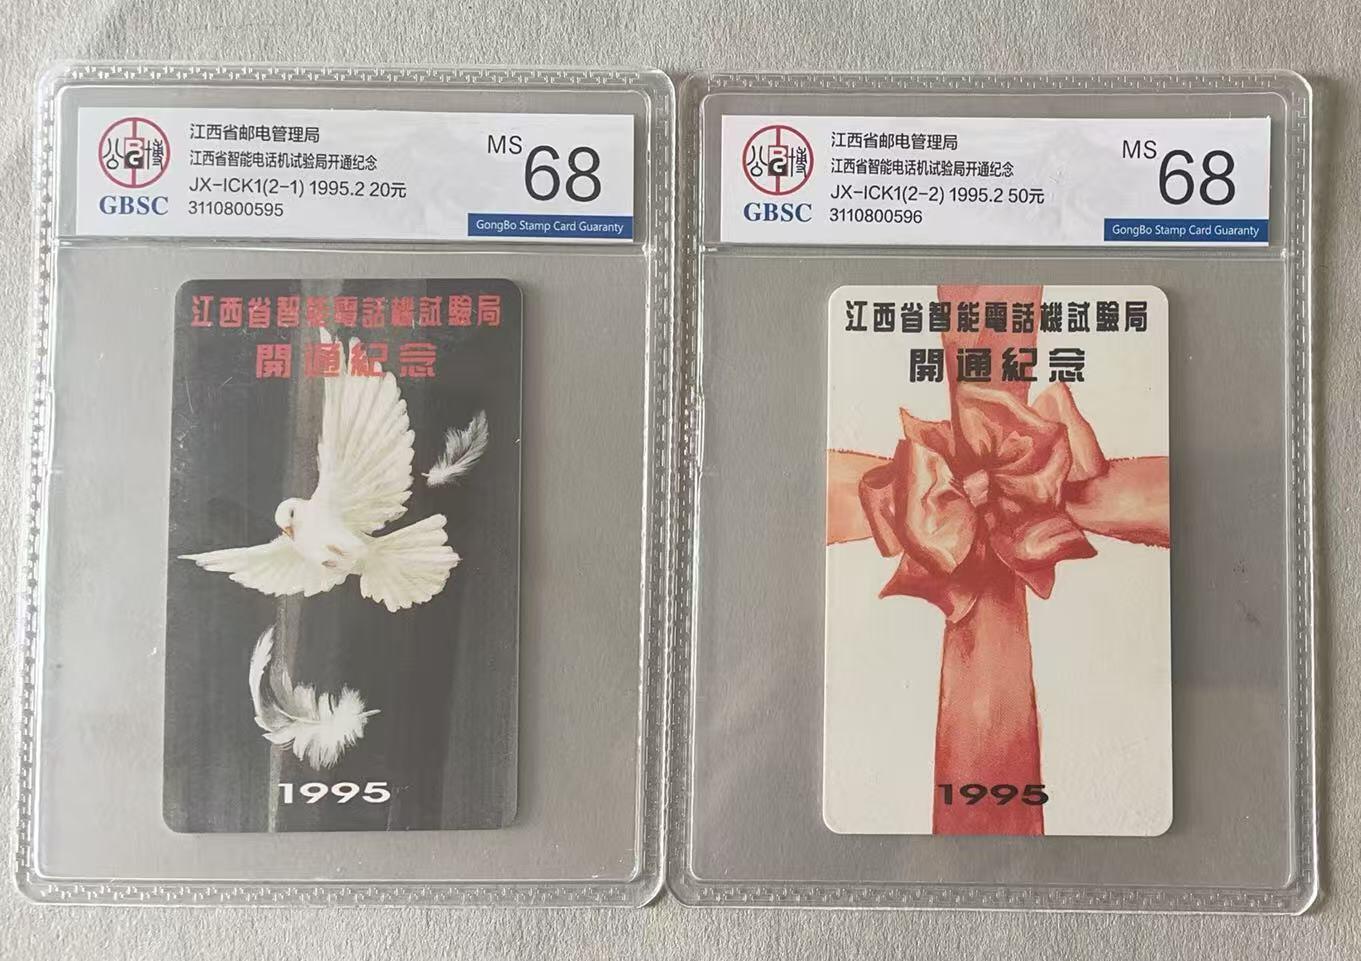 公博
GBSC
江西省邮电管理局
江西省智能电话机试验局开通纪念
JX-ICK1(2-1) 1995.2 20元
3110800595
MS 68
GongBo Stamp Card Guaranty
江西省智能電話機試驗局
開通紀念
1995
公博
GBSC
江西省邮电管理局
江西省智能电话机试验局开通纪念
JX-ICK1(2-2) 1995.2 50元
3110800596
MS 68
GongBo Stamp Card Guaranty
江西省智能電話機試驗局
開通紀念
1995